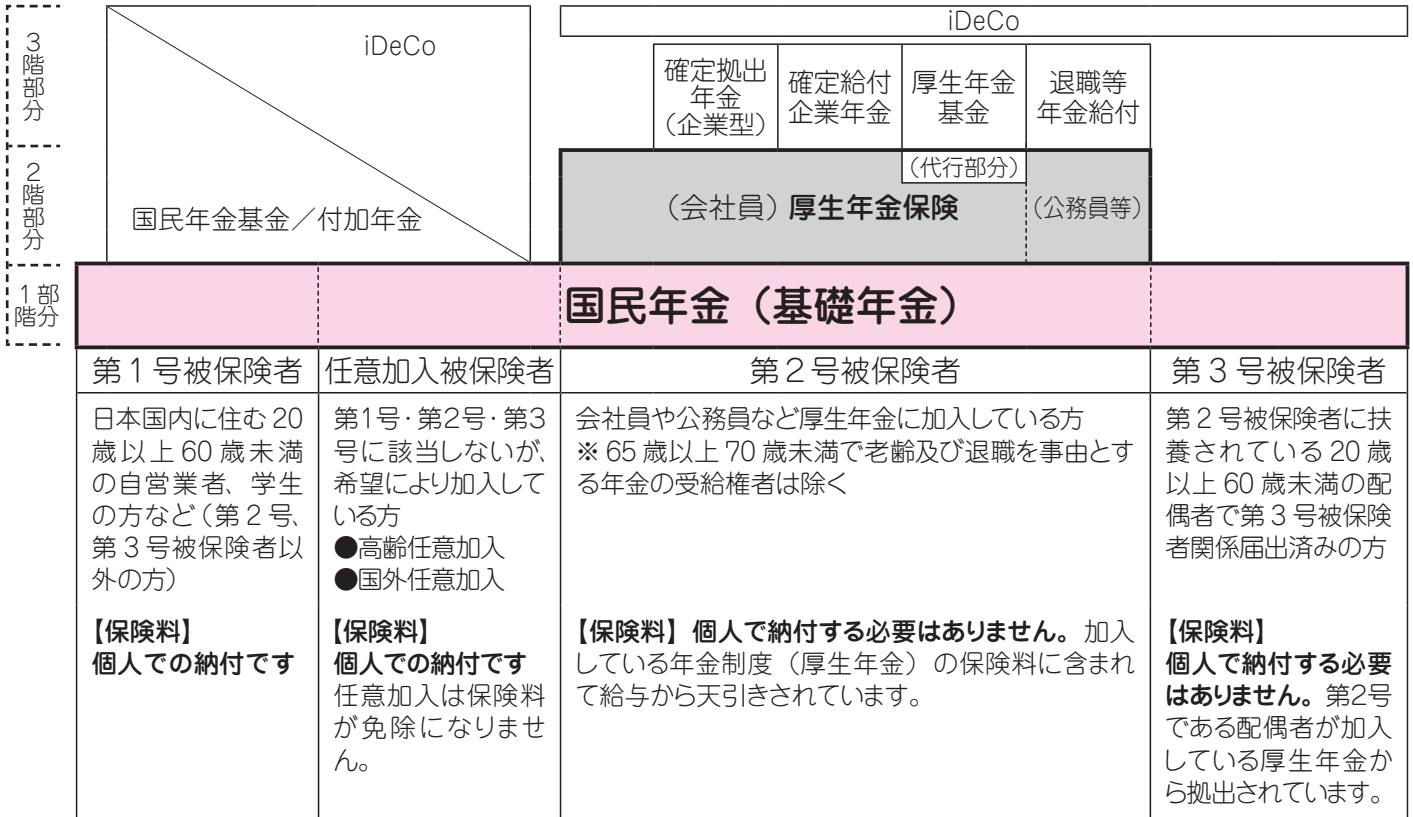 3階部分
iDeCo
iDeCo
確定拠出
年金
（企業型）
確定給付
企業年金
厚生年金
基金
退職等
年金給付
2階部分
国民年金基金／付加年金
（代行部分）
（会社員）厚生年金保険
（公務員等）
1階部分
国民年金（基礎年金）
第１号被保険者
任意加入被保険者
第２号被保険者
第３号被保険者
日本国内に住む 20
歳以上 60 歳未満
の自営業者、学生
の方など（第２号、
第３号被保険者以
外の方）
【保険料】
個人での納付です
第1号・第2号・第3
号に該当しないが、
希望により加入して
いる方
●高齢任意加入
●国外任意加入
【保険料】
個人での納付です
任意加入は保険料
が免除になりませ
ん。
会社員や公務員など厚生年金に加入している方
※ 65 歳以上 70 歳未満で老齢及び退職を事由とす
る年金の受給権者は除く
【保険料】個人で納付する必要はありません。加入
している年金制度（厚生年金）の保険料に含まれ
て給与から天引きされています。
第２号被保険者に扶
養されている 20 歳
以上 60 歳未満の配
偶者で第３号被保険
者関係届出済みの方
【保険料】
個人で納付する必要
はありません。第2号
である配偶者が加入
している厚生年金か
ら拠出されています。